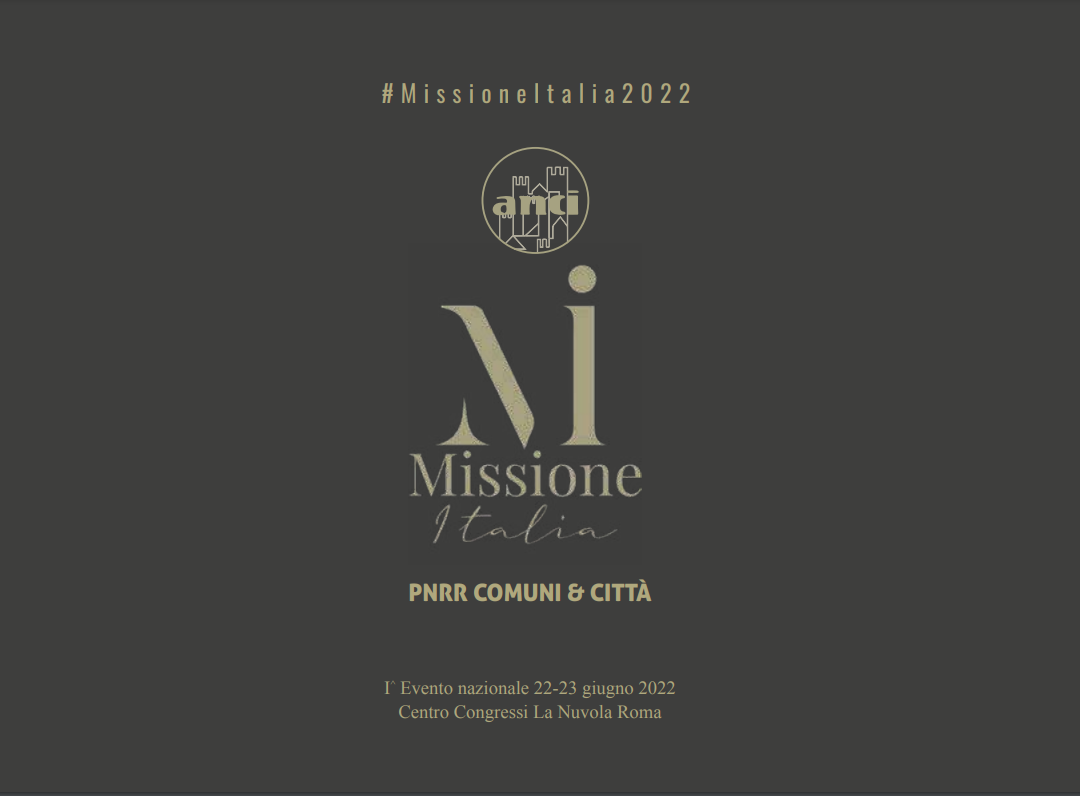 #MissioneItalia2022
anci
Mi
Missione
Italia
PNRR COMUNI & CITTÀ
I^ Evento nazionale 22-23 giugno 2022
Centro Congressi La Nuvola Roma